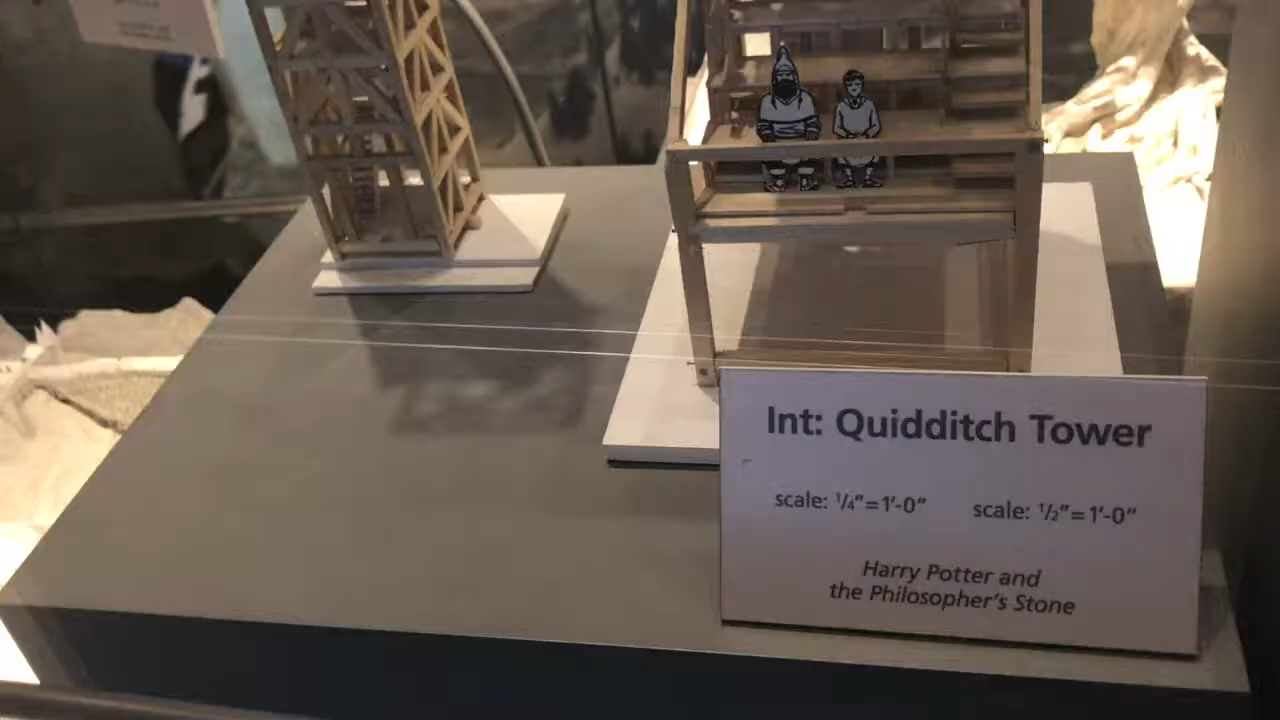 Int: Quidditch Tower
scale: ¼"=1'-0" scale: ½"=1'-0"
Harry Potter and
the Philosopher's Stone